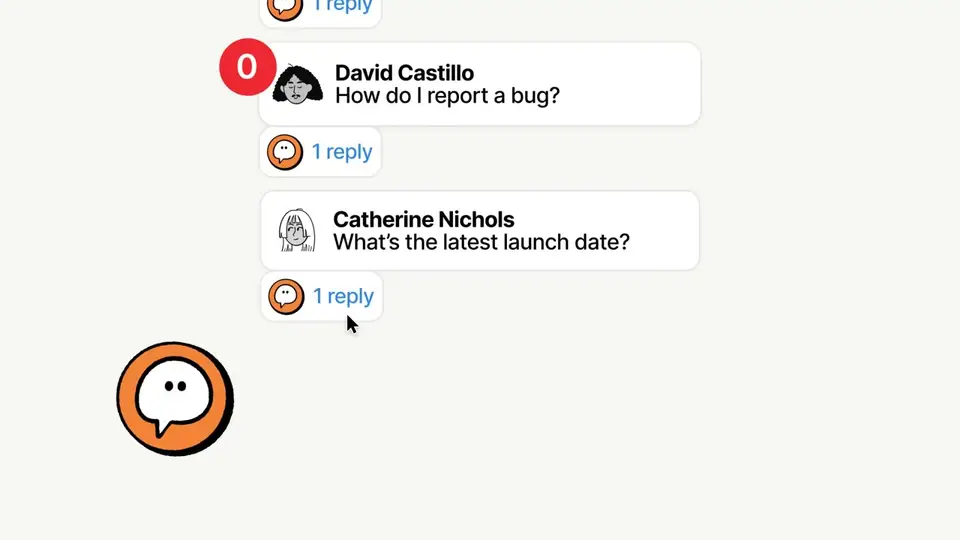 1 reply
0
David Castillo
How do I report a bug?
1 reply
Catherine Nichols
What's the latest launch date?
1 reply